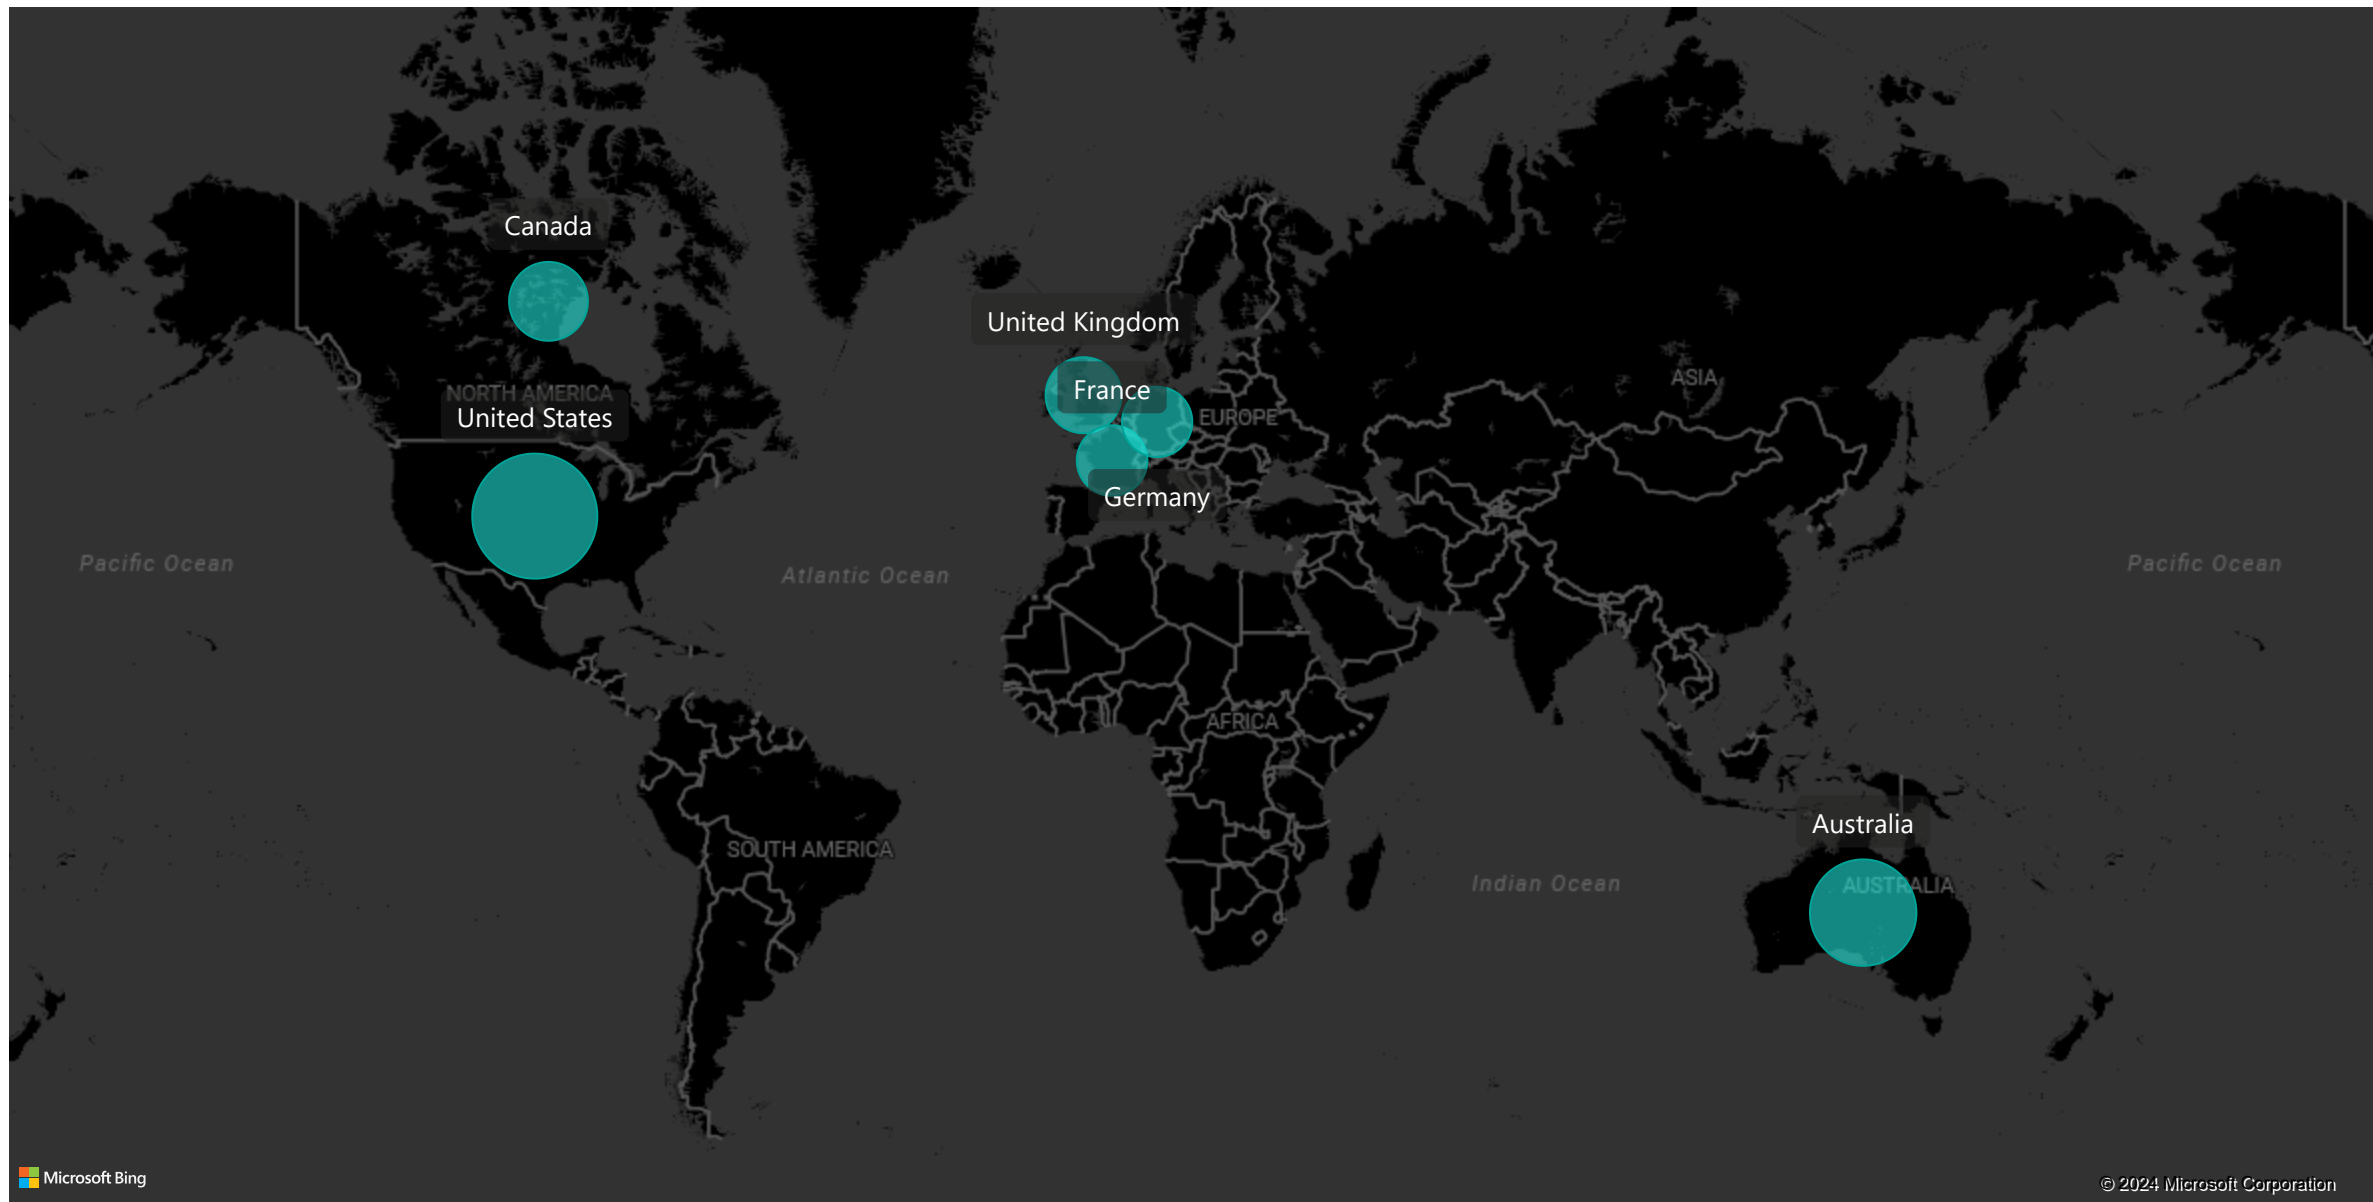 Canada
United Kingdom
ASIA
France
NORTH AMERICA
EUROPE
United States
Germany
Pacific Ocean
Atlantic Ocean
Pacific Ocean
AFRICA
Australia
SOUTH AMERICA
Indian Ocean
AUSTRALIA
Microsoft Bing
© 2024 Microsoft Corporation